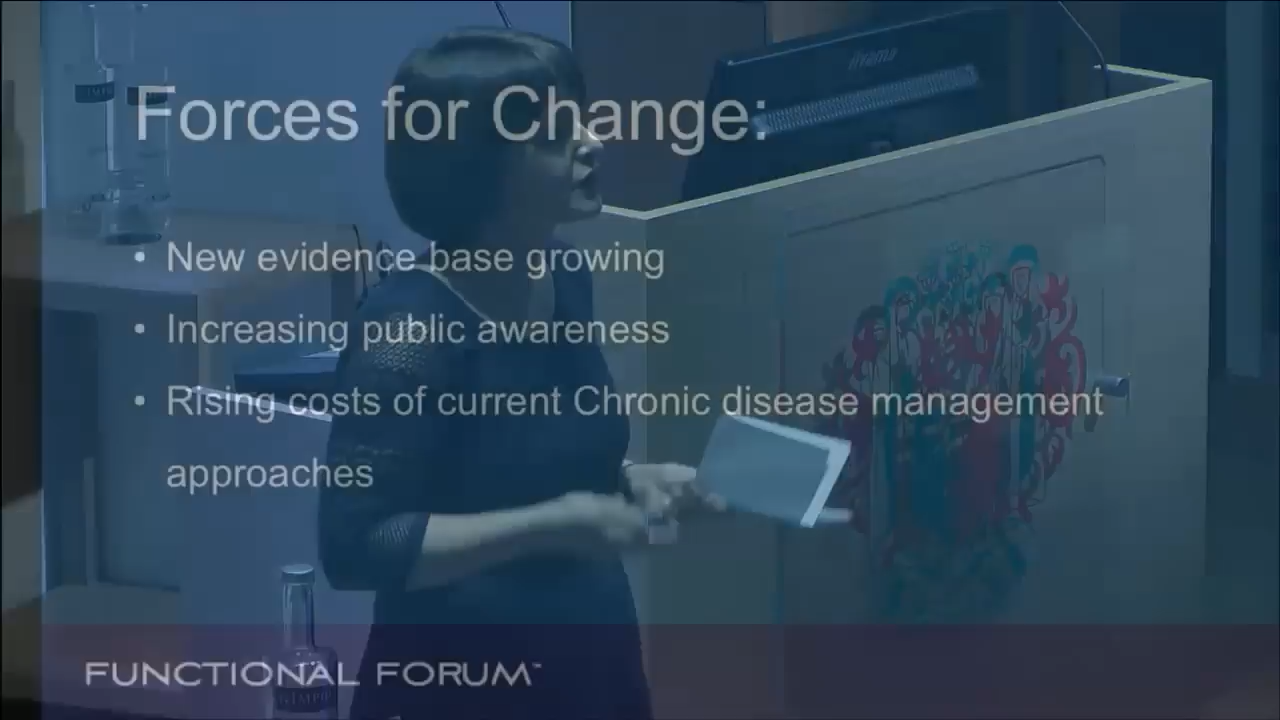 Forces for Change:
• New evidence base growing
• Increasing public awareness
• Rising costs of current Chronic disease management
approaches
iiyama
FUNCTIONAL FORUM™